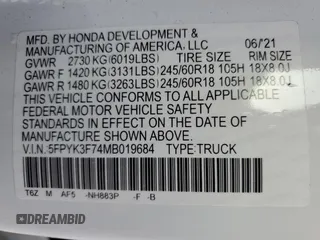 MFD. BY HONDA DEVELOPMENT &
MANUFACTURING OF AMERICA, LLC 06/'21
GVWR 2730 KG (6019LBS) TIRE SIZE RIM SIZE
GAWR F 1420 KG (3131LBS) 245/60R18 105H 18X8.0J
GAWR R 1480 KG (3263LBS) 245/60R18 105H 18X8.0J
THIS VEHICLE CONFORMS TO ALL APPLICABLE
FEDERAL MOTOR VEHICLE SAFETY
STANDARDS IN EFFECT ON THE DATE OF
MANUFACTURE SHOWN ABOVE.
V.I.N. 5FPYK3F74MB019684 TYPE: TRUCK
T6Z M AF5 -NH883P -F -B
DREAMBID